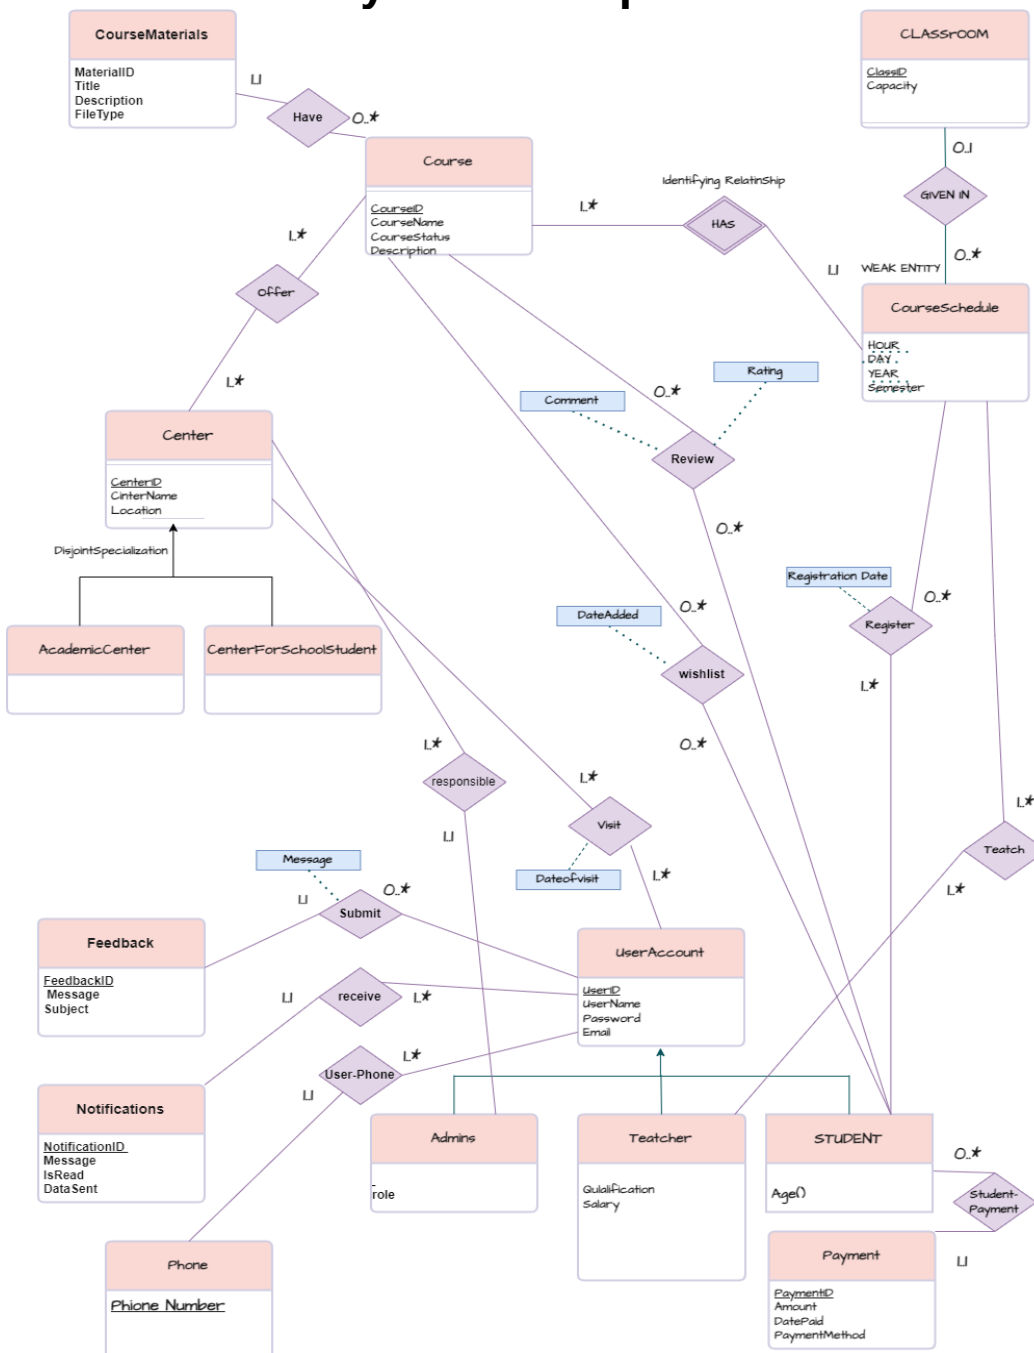 CourseMaterials
MaterialID
Title
Description
FileType
1..1
Have
0..*
CLASSrOOM
ClassID
Capacity
0..1
GIVEN IN
0..*
WEAK ENTITY
Course
CourseID
CourseName
CourseStatus
Description
1..*
Identifying RelatinShip
HAS
1..1
CourseSchedule
HOUR
DAY
YEAR
Semester
1..*
Offer
1..*
Center
CenterID
CinterName
Location
DisjointSpecialization
AcademicCenter
CenterForSchoolStudent
Comment
Rating
0..*
Review
0..*
Registration Date
Register
0..*
1..*
DateAdded
0..*
wishlist
0..*
1..*
responsible
1..1
1..*
Visit
Dateofvisit
1..*
1..*
Teatch
1..*
Message
1..1
Submit
0..*
Feedback
FeedbackID
Message
Subject
UserAccount
UserID
UserName
Password
Email
1..1
receive
1..*
User-Phone
1..*
1..1
Notifications
NotificationID
Message
IsRead
DataSent
Admins
role
Teatcher
Qulalification
Salary
STUDENT
Age()
0..*
Student-
Payment
1..1
Phone
Phione Number
Payment
PaymentID
Amount
DatePaid
PaymentMethod